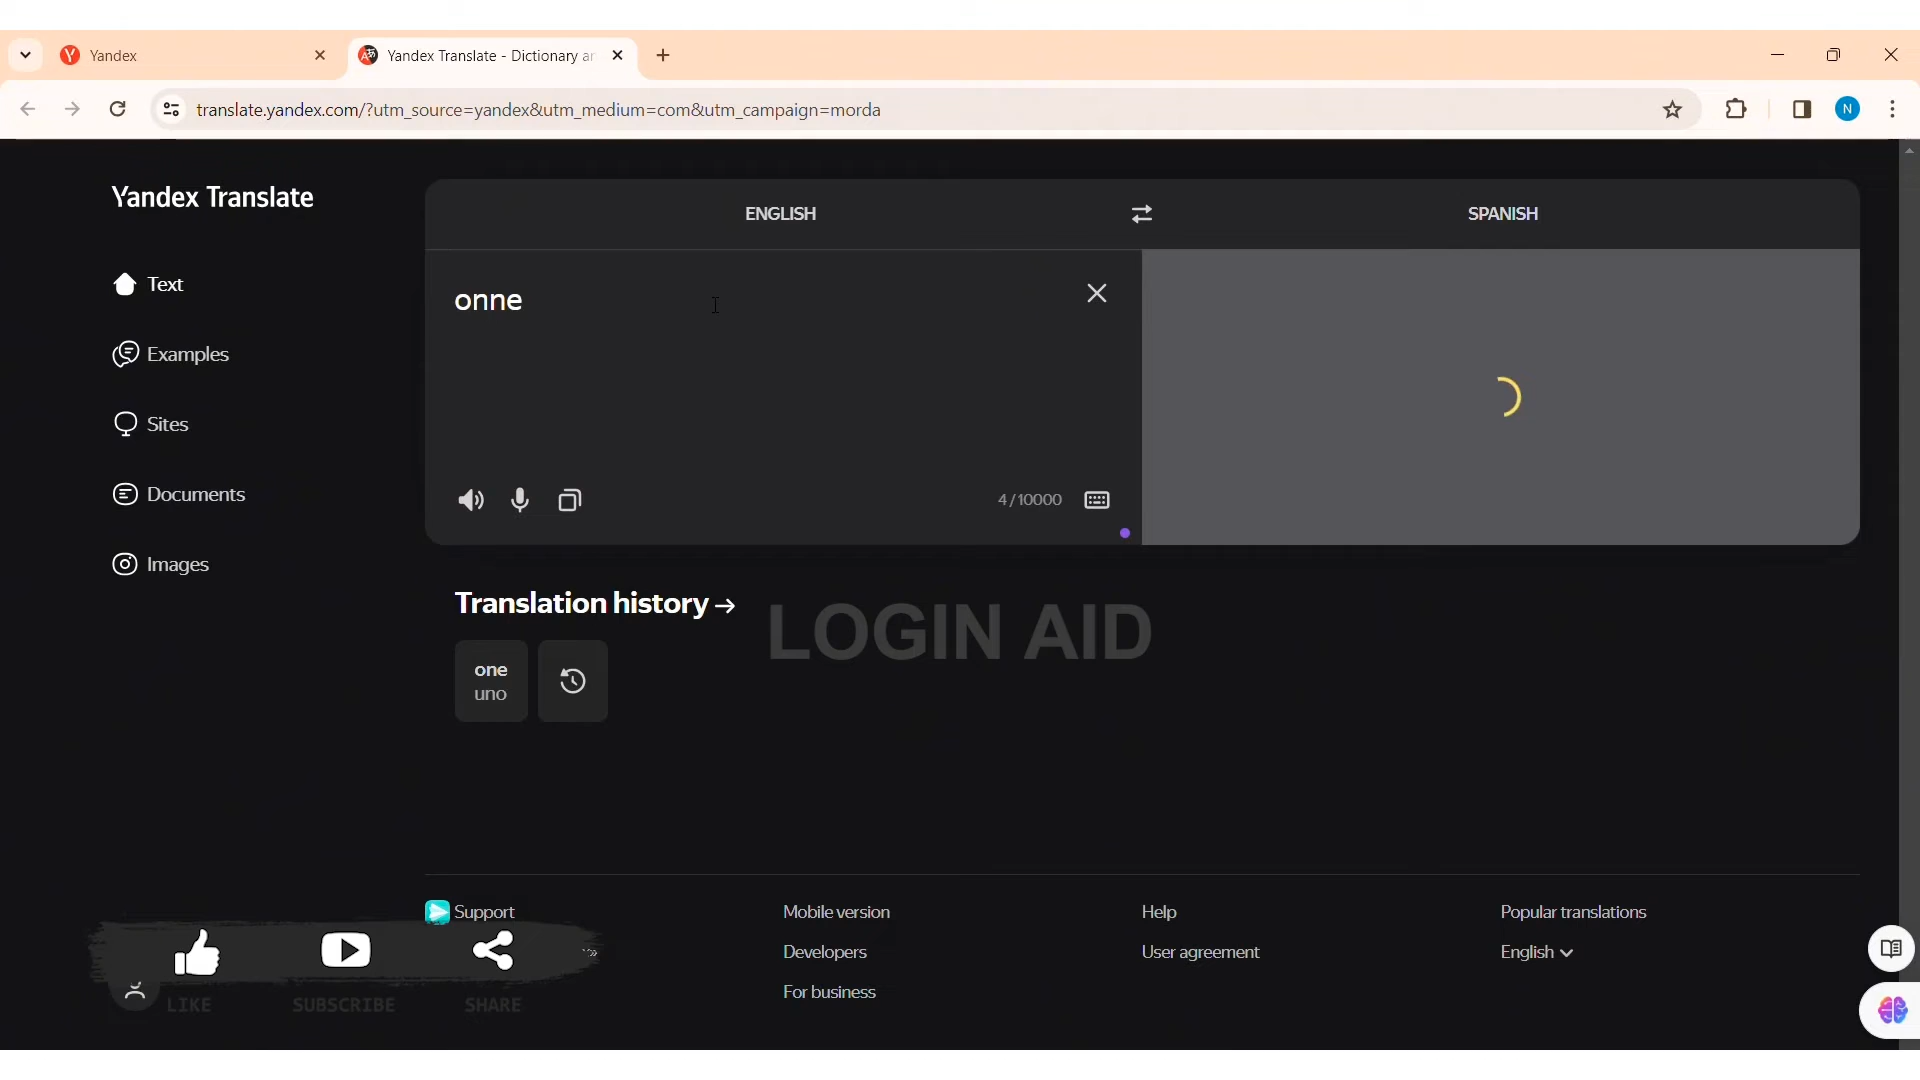 Yandex
Yandex Translate - Dictionary an
translate.yandex.com/?utm_source=yandex&utm_medium=com&utm_campaign=morda
N
Yandex Translate
ENGLISH
SPANISH
Text
onne
Examples
Sites
Documents
4/10000
Images
Translation history →
LOGIN AID
one
uno
Support
Mobile version
Help
Popular translations
Developers
User agreement
English
For business
LIKE
SUBSCRIBE
SHARE